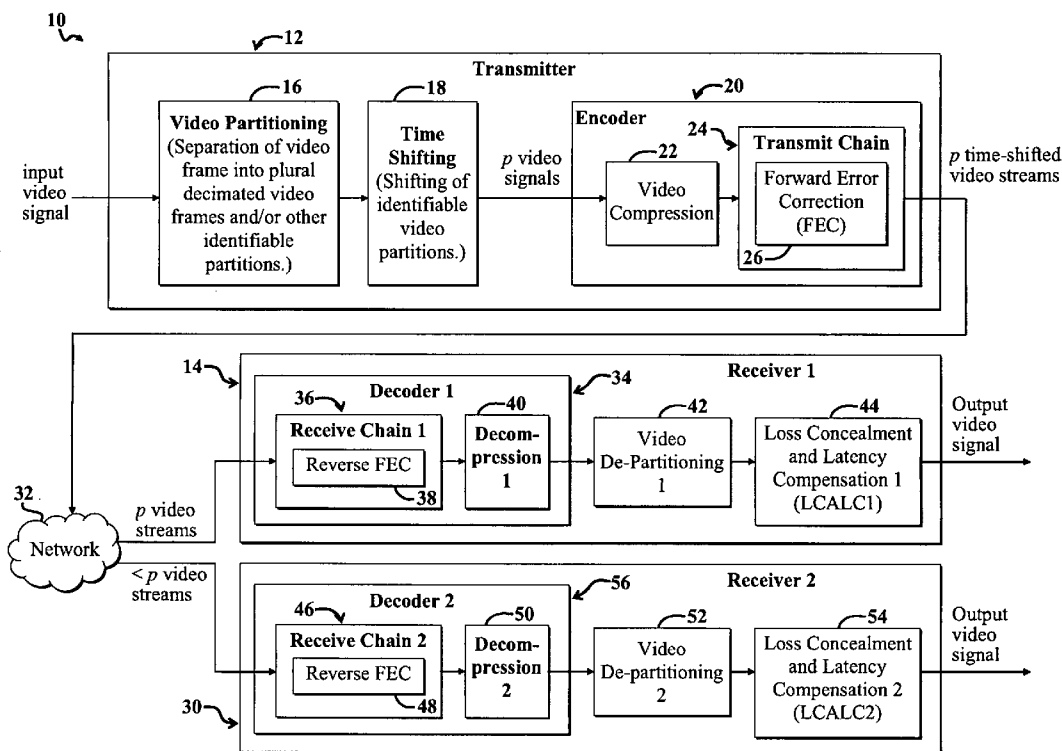 10
12
Transmitter
16
Video Partitioning
(Separation of video
frame into plural
decimated video
frames and/or other
identifiable
partitions.)
18
Time
Shifting
(Shifting of
identifiable
video
partitions.)
20
Encoder
22
Video
Compression
24
Transmit Chain
Forward Error
Correction
(FEC)
26
input
video
signal
p video
signals
p time-shifted
video streams
14
Receiver 1
Decoder 1
34
36
Receive Chain 1
Reverse FEC
38
40
Decom-
pression
1
42
Video
De-Partitioning
1
44
Loss Concealment
and Latency
Compensation 1
(LCALC1)
Output
video
signal
32
Network
p video
streams
< p video
streams
Receiver 2
Decoder 2
56
46
Receive Chain 2
Reverse FEC
48
50
Decom-
pression
2
52
Video
De-partitioning
2
54
Loss Concealment
and Latency
Compensation 2
(LCALC2)
Output
video
signal
30